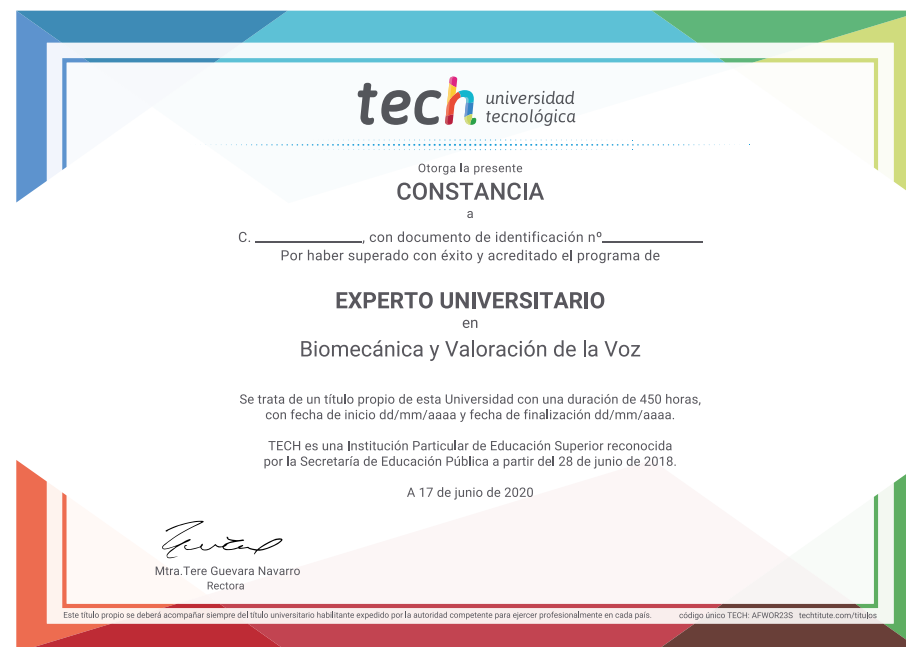 tech universidad
tecnológica
Otorga la presente
CONSTANCIA
a
C. ____________, con documento de identificación nº____________
Por haber superado con éxito y acreditado el programa de
EXPERTO UNIVERSITARIO
en
Biomecánica y Valoración de la Voz
Se trata de un título propio de esta Universidad con una duración de 450 horas,
con fecha de inicio dd/mm/aaaa y fecha de finalización dd/mm/aaaa.
TECH es una Institución Particular de Educación Superior reconocida
por la Secretaría de Educación Pública a partir del 28 de junio de 2018.
A 17 de junio de 2020
Mtra.Tere Guevara Navarro
Rectora
Este título propio se deberá acompañar siempre del título universitario habilitante expedido por la autoridad competente para ejercer profesionalmente en cada país. código único TECH: AFWOR23S techtitute.com/títulos